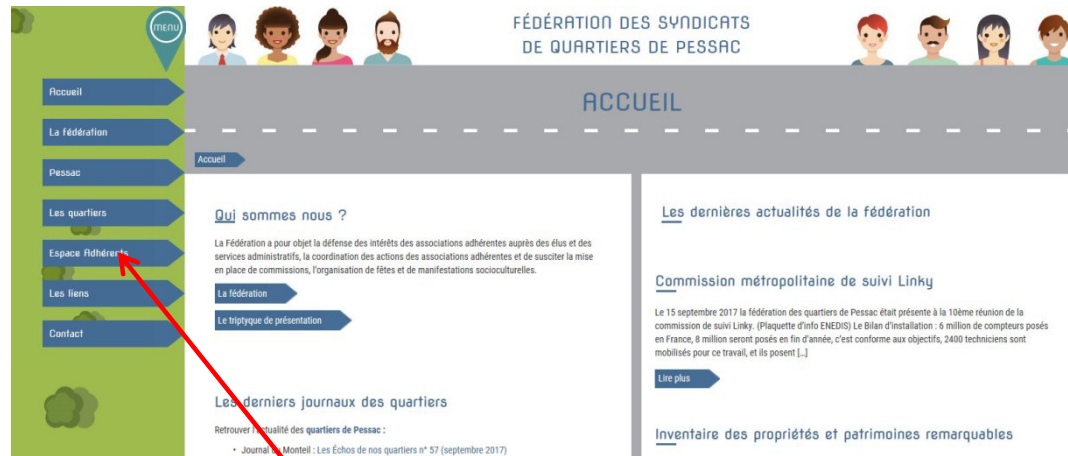 MENU
FÉDÉRATION DES SYNDICATS
DE QUARTIERS DE PESSAC
Accueil
La fédération
Pessac
Les quartiers
Espace Adhérents
Les liens
Contact
ACCUEIL
Accueil
Qui sommes nous ?
La Fédération a pour objet la défense des intérêts des associations adhérentes auprès des élus et des
services administratifs, la coordination des actions des associations adhérentes et de susciter la mise
en place de commissions, l'organisation de fêtes et de manifestations socioculturelles.
La fédération
Le triptyque de présentation
Les derniers journaux des quartiers
Retrouver l'actualité des quartiers de Pessac :
• Journal du Monteil : Les Échos de nos quartiers n° 57 (septembre 2017)
Les dernières actualités de la fédération
Commission métropolitaine de suivi Linky
Le 15 septembre 2017 la fédération des quartiers de Pessac était présente à la 10ème réunion de la
commission de suivi Linky. (Plaquette d'info ENEDIS) Le Bilan d'installation : 6 million de compteurs posés
en France, 8 million seront posés en fin d'année, c'est conforme aux objectifs, 2400 techniciens sont
mobilisés pour ce travail, et ils posent [...]
Lire plus
Inventaire des propriétés et patrimoines remarquables